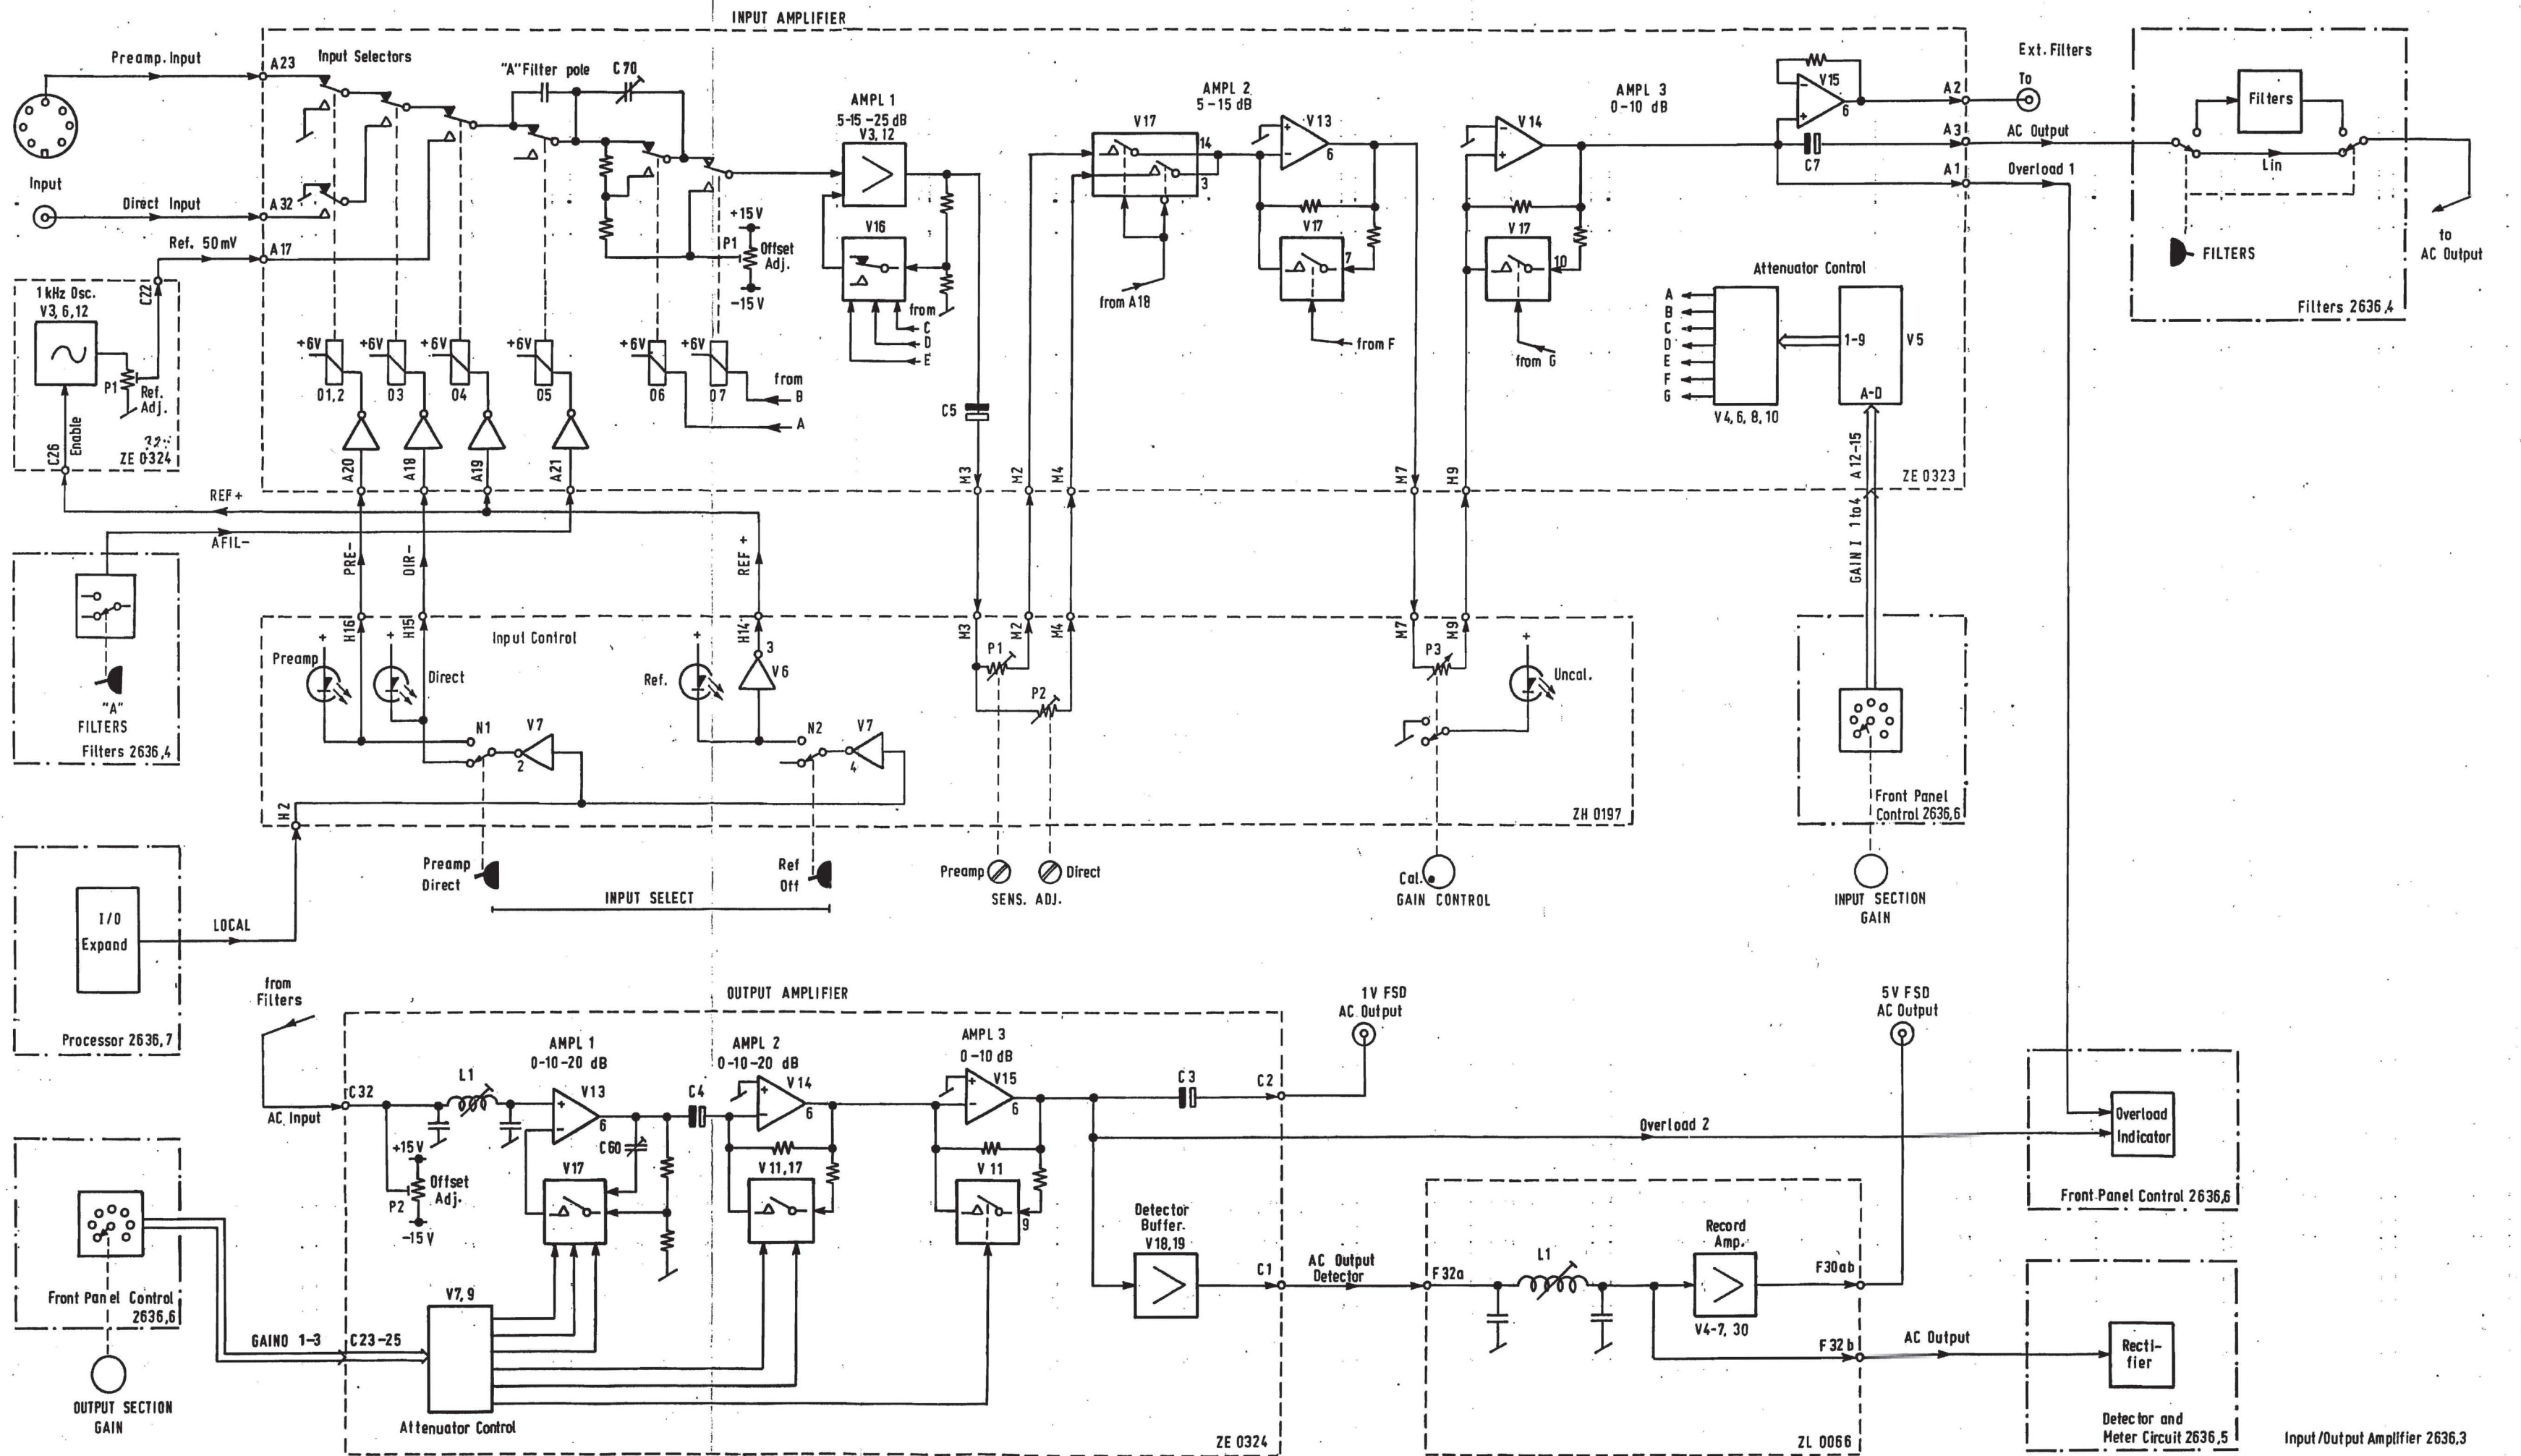 INPUT AMPLIFIER
Preamp. Input
A23
Input Selectors
"A" Filter pole
C70
AMPL 1
5-15-25 dB
V3, 12
V16
from
C
D
E
AMPL 2
5-15 dB
V17
14
3
from A18
V13
6
V17
7
from F
AMPL 3
0-10 dB
V14
V17
10
from G
V15
6
C7
A2
A3
A1
Ext. Filters
To
AC Output
Overload 1
Filters
Lin
FILTERS
Filters 2636,4
to
AC Output
Input
Direct Input
A32
Ref. 50mV
A17
+15V
P1
Offset
Adj.
-15V
1 kHz Osc.
V3, 6, 12
C22
P1
Ref.
Adj.
C26
Enable
ZE 0324
+6V
+6V
+6V
+6V
+6V
+6V
O1,2
O3
O4
O5
O6
O7
from
B
A
C5
Attenuator Control
A
B
C
D
E
F
G
V4, 6, 8, 10
1-9
V5
A-D
A20
A18
A19
A21
M3
M2
M4
M7
M9
A12-15
ZE 0323
REF+
AFIL-
PRE-
DIR-
REF +
GAIN I 1 to 4
"A"
FILTERS
Filters 2636,4
H16
H15
H14
Input Control
Preamp
+
+
Direct
Ref.
+
3
V6
N1
V7
2
N2
V7
4
M3
M2
M4
P1
P2
M7
M9
P3
+
Uncal.
H2
ZH 0197
Front Panel
Control 2636,6
Preamp
Direct
Ref
Off
INPUT SELECT
Preamp
Direct
SENS. ADJ.
Cal.
GAIN CONTROL
INPUT SECTION
GAIN
I/O
Expand
LOCAL
Processor 2636,7
from
Filters
OUTPUT AMPLIFIER
C32
AC Input
L1
AMPL 1
0-10-20 dB
V13
6
C60
V17
+15V
P2
Offset
Adj.
-15V
C4
AMPL 2
0-10-20 dB
V14
6
V11,17
AMPL 3
0-10 dB
V15
6
V 11
9
C3
C2
1V FSD
AC Output
5V FSD
AC Output
Overload 2
Overload
Indicator
Front Panel Control 2636,6
Front Panel Control
2636,6
GAINO 1-3
C23-25
OUTPUT SECTION
GAIN
V7, 9
Attenuator Control
Detector
Buffer
V18,19
C1
AC Output
Detector
ZE 0324
F32a
L1
Record
Amp.
V4-7, 30
F30ab
F32b
ZL 0066
AC Output
Recti-
fier
Detector and
Meter Circuit 2636,5
Input/Output Amplifier 2636,3